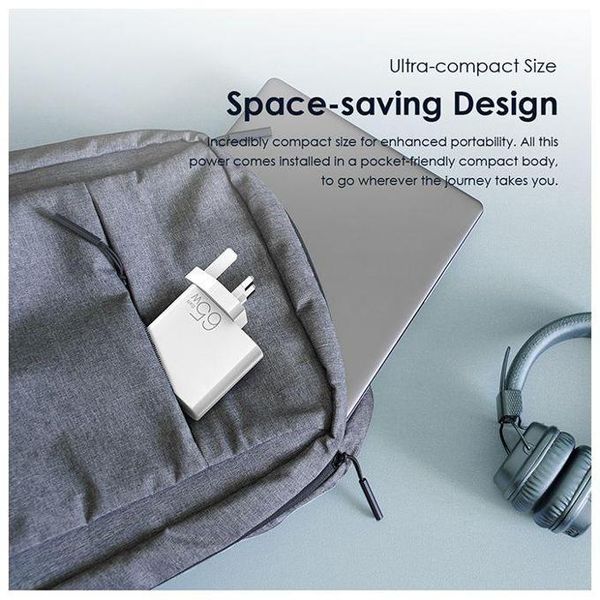 Ultra-compact Size
Space-saving Design
Incredibly compact size for enhanced portability. All this
power comes installed in a pocket-friendly compact body,
to go wherever the journey takes you.
65W